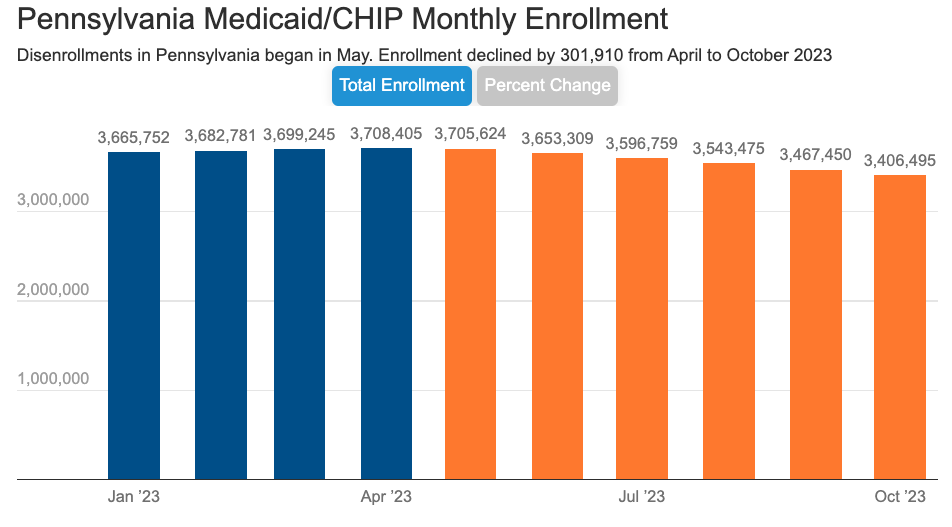 Pennsylvania Medicaid/CHIP Monthly Enrollment
Disenrollments in Pennsylvania began in May. Enrollment declined by 301,910 from April to October 2023
Total Enrollment Percent Change
3,665,752 3,682,781 3,699,245 3,708,405 3,705,624 3,653,309 3,596,759 3,543,475 3,467,450 3,406,495
3,000,000
2,000,000
1,000,000
Jan ’23 Apr ’23 Jul ’23 Oct ’23